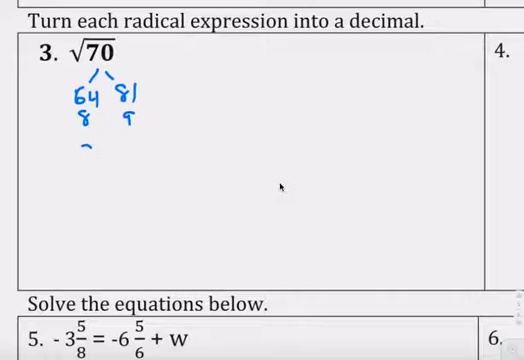 Turn each radical expression into a decimal.
3. √70
4.
64 81
8 9
Solve the equations below.
5. - 3 5/8 = -6 5/6 + w
6.